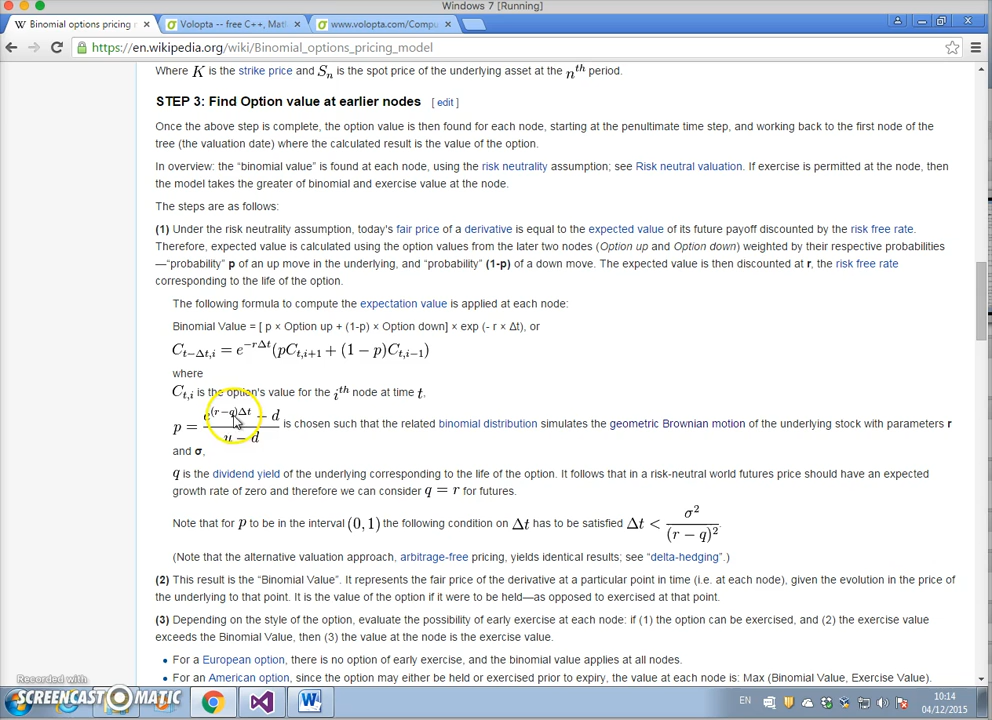 Windows 7 [Running]
W Binomial options pricing
Volopta -- free C++, Mat
www.volopta.com/Compu
https://en.wikipedia.org/wiki/Binomial_options_pricing_model
Where K is the strike price and S_n is the spot price of the underlying asset at the n^{th} period.
STEP 3: Find Option value at earlier nodes [ edit ]
Once the above step is complete, the option value is then found for each node, starting at the penultimate time step, and working back to the first node of the
tree (the valuation date) where the calculated result is the value of the option.
In overview: the “binomial value” is found at each node, using the risk neutrality assumption; see Risk neutral valuation. If exercise is permitted at the node, then
the model takes the greater of binomial and exercise value at the node.
The steps are as follows:
(1) Under the risk neutrality assumption, today's fair price of a derivative is equal to the expected value of its future payoff discounted by the risk free rate.
Therefore, expected value is calculated using the option values from the later two nodes (Option up and Option down) weighted by their respective probabilities
—“probability” p of an up move in the underlying, and “probability” (1-p) of a down move. The expected value is then discounted at r, the risk free rate
corresponding to the life of the option.
The following formula to compute the expectation value is applied at each node:
Binomial Value = [ p × Option up + (1-p) × Option down] × exp (- r × Δt), or
C_{t−Δt,i} = e^{−rΔt}(pC_{t,i+1} + (1 − p)C_{t,i−1})
where
C_{t,i} is the option's value for the i^{th} node at time t,
p = \frac{e^{(r−q)Δt} − d}{u − d} is chosen such that the related binomial distribution simulates the geometric Brownian motion of the underlying stock with parameters r
and σ,
q is the dividend yield of the underlying corresponding to the life of the option. It follows that in a risk-neutral world futures price should have an expected
growth rate of zero and therefore we can consider q = r for futures.
Note that for p to be in the interval (0, 1) the following condition on Δt has to be satisfied Δt < \frac{σ^2}{(r − q)^2}.
(Note that the alternative valuation approach, arbitrage-free pricing, yields identical results; see “delta-hedging”.)
(2) This result is the “Binomial Value”. It represents the fair price of the derivative at a particular point in time (i.e. at each node), given the evolution in the price of
the underlying to that point. It is the value of the option if it were to be held—as opposed to exercised at that point.
(3) Depending on the style of the option, evaluate the possibility of early exercise at each node: if (1) the option can be exercised, and (2) the exercise value
exceeds the Binomial Value, then (3) the value at the node is the exercise value.
• For a European option, there is no option of early exercise, and the binomial value applies at all nodes.
• For an American option, since the option may either be held or exercised prior to expiry, the value at each node is: Max (Binomial Value, Exercise Value).
Recorded with
SCREENCAST O MATIC
EN
10:14
04/12/2015